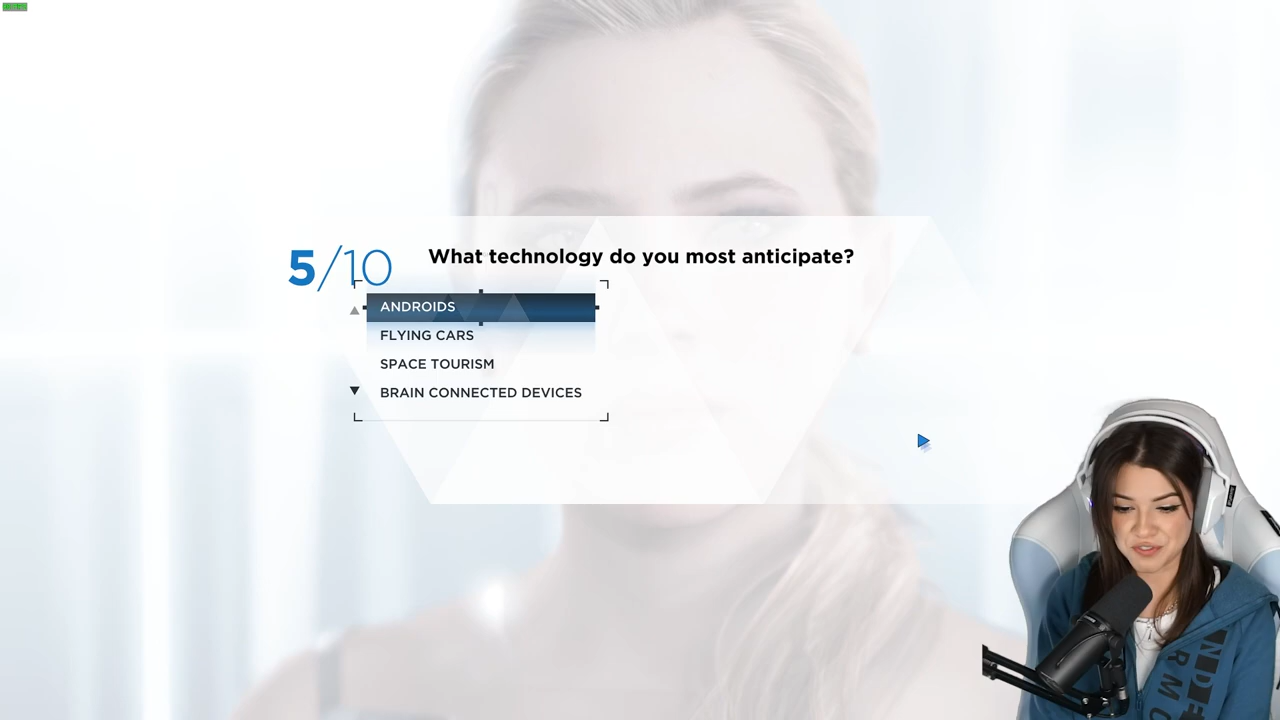 5/10
What technology do you most anticipate?
ANDROIDS
FLYING CARS
SPACE TOURISM
BRAIN CONNECTED DEVICES